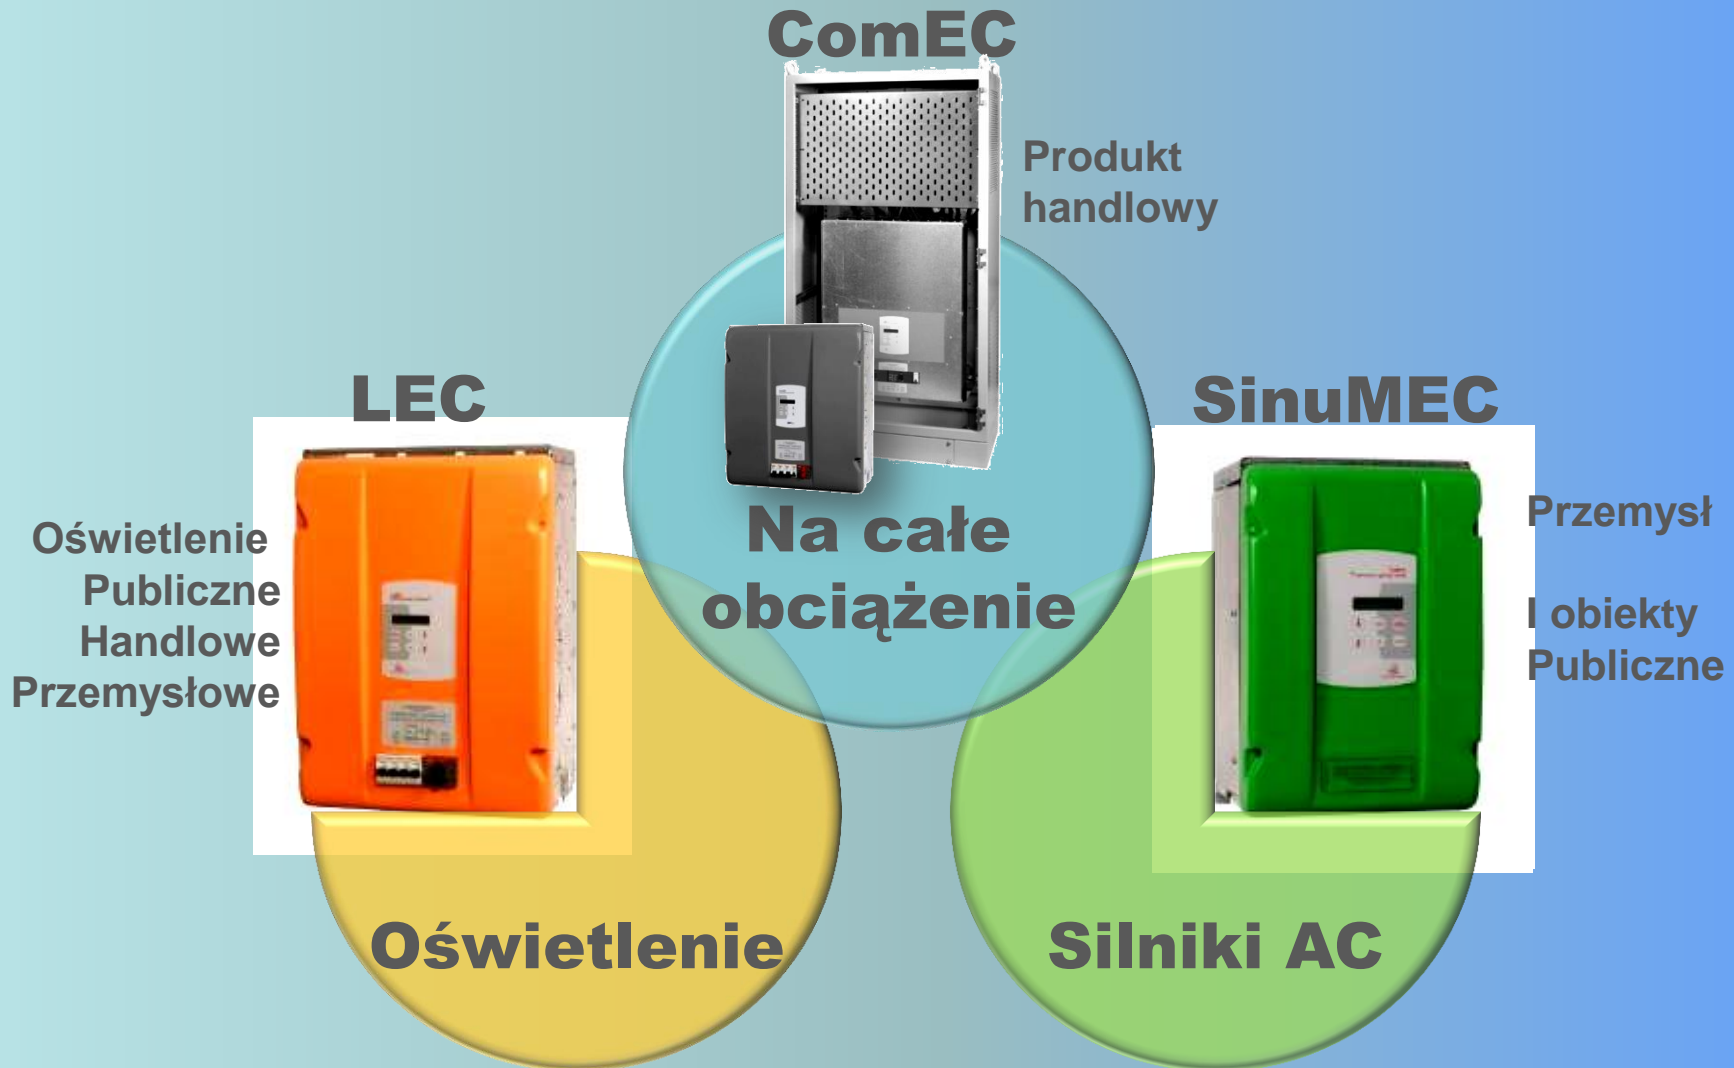 ComEC
Produkt
handlowy
LEC
SinuMEC
Oświetlenie
Publiczne
Handlowe
Przemysłowe
Na całe
obciążenie
Przemysł
I obiekty
Publiczne
Oświetlenie
Silniki AC